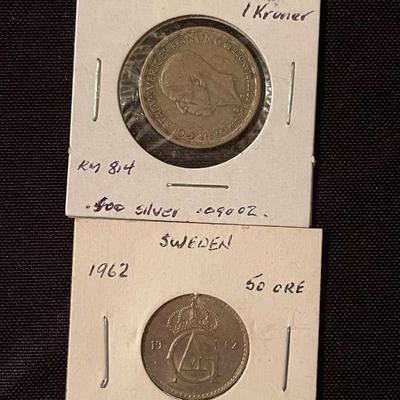 1 Kroner
KM 814
.400 silver .0900Z.
SWEDEN
1962
50 ORE
19 62